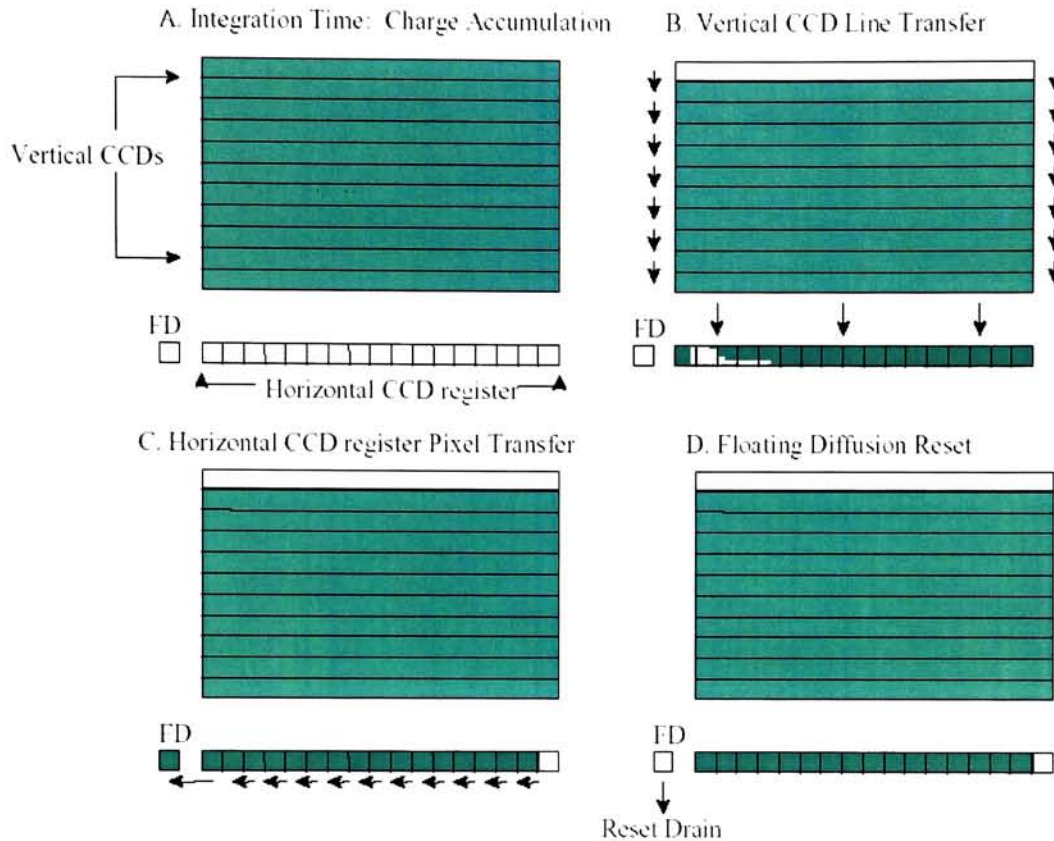 A. Integration Time: Charge Accumulation
B. Vertical CCD Line Transfer
Vertical CCDs
FD
FD
Horizontal CCD register
C. Horizontal CCD register Pixel Transfer
D. Floating Diffusion Reset
FD
FD
Reset Drain